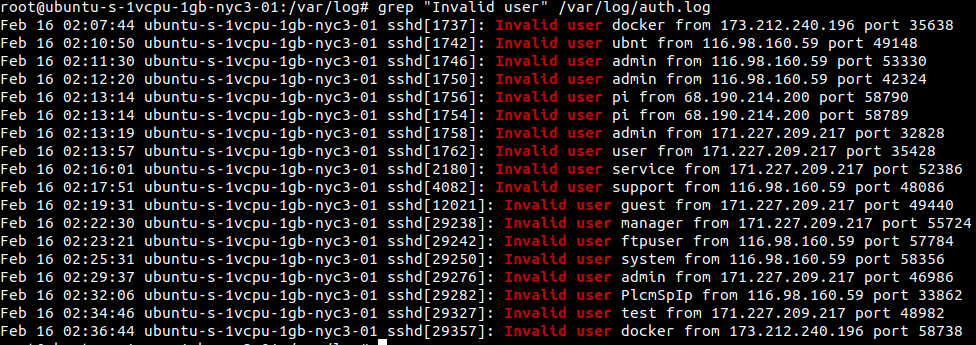 root@ubuntu-s-1vcpu-1gb-nyc3-01:/var/log# grep "Invalid user" /var/log/auth.log
Feb 16 02:07:44 ubuntu-s-1vcpu-1gb-nyc3-01 sshd[1737]: Invalid user docker from 173.212.240.196 port 35638
Feb 16 02:10:50 ubuntu-s-1vcpu-1gb-nyc3-01 sshd[1742]: Invalid user ubnt from 116.98.160.59 port 49148
Feb 16 02:11:30 ubuntu-s-1vcpu-1gb-nyc3-01 sshd[1746]: Invalid user admin from 116.98.160.59 port 53330
Feb 16 02:12:20 ubuntu-s-1vcpu-1gb-nyc3-01 sshd[1750]: Invalid user admin from 116.98.160.59 port 42324
Feb 16 02:13:14 ubuntu-s-1vcpu-1gb-nyc3-01 sshd[1756]: Invalid user pi from 68.190.214.200 port 58790
Feb 16 02:13:14 ubuntu-s-1vcpu-1gb-nyc3-01 sshd[1754]: Invalid user pi from 68.190.214.200 port 58789
Feb 16 02:13:19 ubuntu-s-1vcpu-1gb-nyc3-01 sshd[1758]: Invalid user admin from 171.227.209.217 port 32828
Feb 16 02:13:57 ubuntu-s-1vcpu-1gb-nyc3-01 sshd[1762]: Invalid user user from 171.227.209.217 port 35428
Feb 16 02:16:01 ubuntu-s-1vcpu-1gb-nyc3-01 sshd[2180]: Invalid user service from 171.227.209.217 port 52386
Feb 16 02:17:51 ubuntu-s-1vcpu-1gb-nyc3-01 sshd[4082]: Invalid user support from 116.98.160.59 port 48086
Feb 16 02:19:31 ubuntu-s-1vcpu-1gb-nyc3-01 sshd[12021]: Invalid user guest from 171.227.209.217 port 49440
Feb 16 02:22:30 ubuntu-s-1vcpu-1gb-nyc3-01 sshd[29238]: Invalid user manager from 171.227.209.217 port 55724
Feb 16 02:23:21 ubuntu-s-1vcpu-1gb-nyc3-01 sshd[29242]: Invalid user ftpuser from 116.98.160.59 port 57784
Feb 16 02:25:31 ubuntu-s-1vcpu-1gb-nyc3-01 sshd[29250]: Invalid user system from 116.98.160.59 port 58356
Feb 16 02:29:37 ubuntu-s-1vcpu-1gb-nyc3-01 sshd[29276]: Invalid user admin from 171.227.209.217 port 46986
Feb 16 02:32:06 ubuntu-s-1vcpu-1gb-nyc3-01 sshd[29282]: Invalid user PlcmSpIp from 116.98.160.59 port 33862
Feb 16 02:34:46 ubuntu-s-1vcpu-1gb-nyc3-01 sshd[29327]: Invalid user test from 171.227.209.217 port 48982
Feb 16 02:36:44 ubuntu-s-1vcpu-1gb-nyc3-01 sshd[29357]: Invalid user docker from 173.212.240.196 port 58738